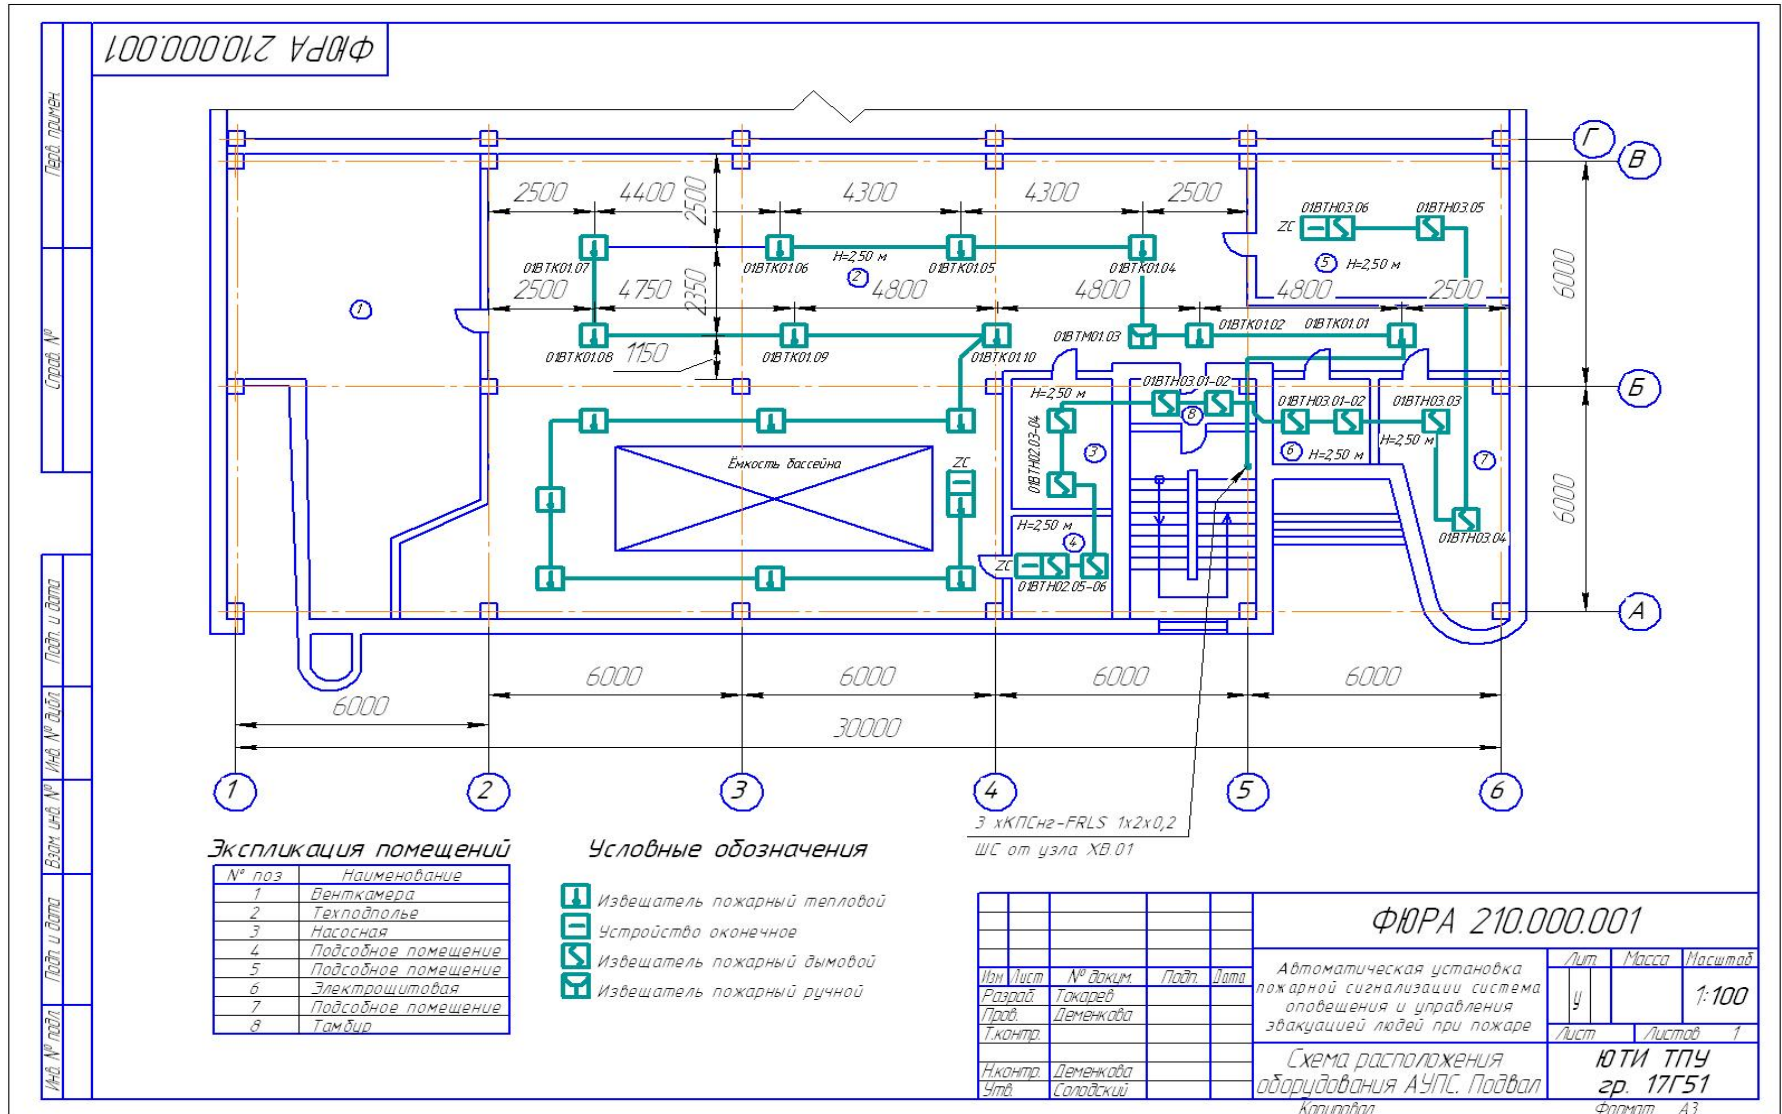 ФЮРА 210.000.001
Перв. примен.
Справ. №
Подп. и дата
Инв. № дубл.
Взам. инв. №
Подп. и дата
Инв. № подл.
Г
В
Б
А
2500
4400
2500
4300
4300
2500
01ВТН03.06
01ВТН03.05
ZC
01ВТК01.07
01ВТК01.06
H=2,50 м
01ВТК01.05
01ВТК01.04
2
5
H=2,50 м
6000
2500
4750
2350
4800
4800
4800
2500
1
01ВТК01.08
1150
01ВТК01.09
01ВТК01.10
01ВТМ01.03
01ВТК01.02
01ВТК01.01
H=2,50 м
01ВТН03.01-02
01ВТН03.01-02
01ВТН03.03
8
01ВТН02.03-04
3
6
H=2,50 м
H=2,50 м
7
Ёмкость бассейна
ZC
6000
H=2,50 м
4
01ВТН03.04
ZC
01ВТН02.05-06
6000
6000
6000
6000
6000
30000
1
2
3
4
5
6
3 хКПСнг-FRLS 1х2х0,2
ШС от узла ХВ.01
Экспликация помещений
№ поз Наименование
1 Венткамера
2 Техподполье
3 Насосная
4 Подсобное помещение
5 Подсобное помещение
6 Электрощитовая
7 Подсобное помещение
8 Тамбур
Условные обозначения
Извещатель пожарный тепловой
Устройство оконечное
Извещатель пожарный дымовой
Извещатель пожарный ручной
ФЮРА 210.000.001
Изм Лист № докум. Подп. Дата
Разраб. Токарев
Пров. Деменкова
Т.контр.
Н.контр. Деменкова
Утв. Солодский
Автоматическая установка
пожарной сигнализации система
оповещения и управления
эвакуацией людей при пожаре
Лит. Масса Масштаб
у 1:100
Лист Листов 1
Схема расположения
оборудования АУПС. Подвал
ЮТИ ТПУ
гр. 17Г51
Копировал
Формат А3